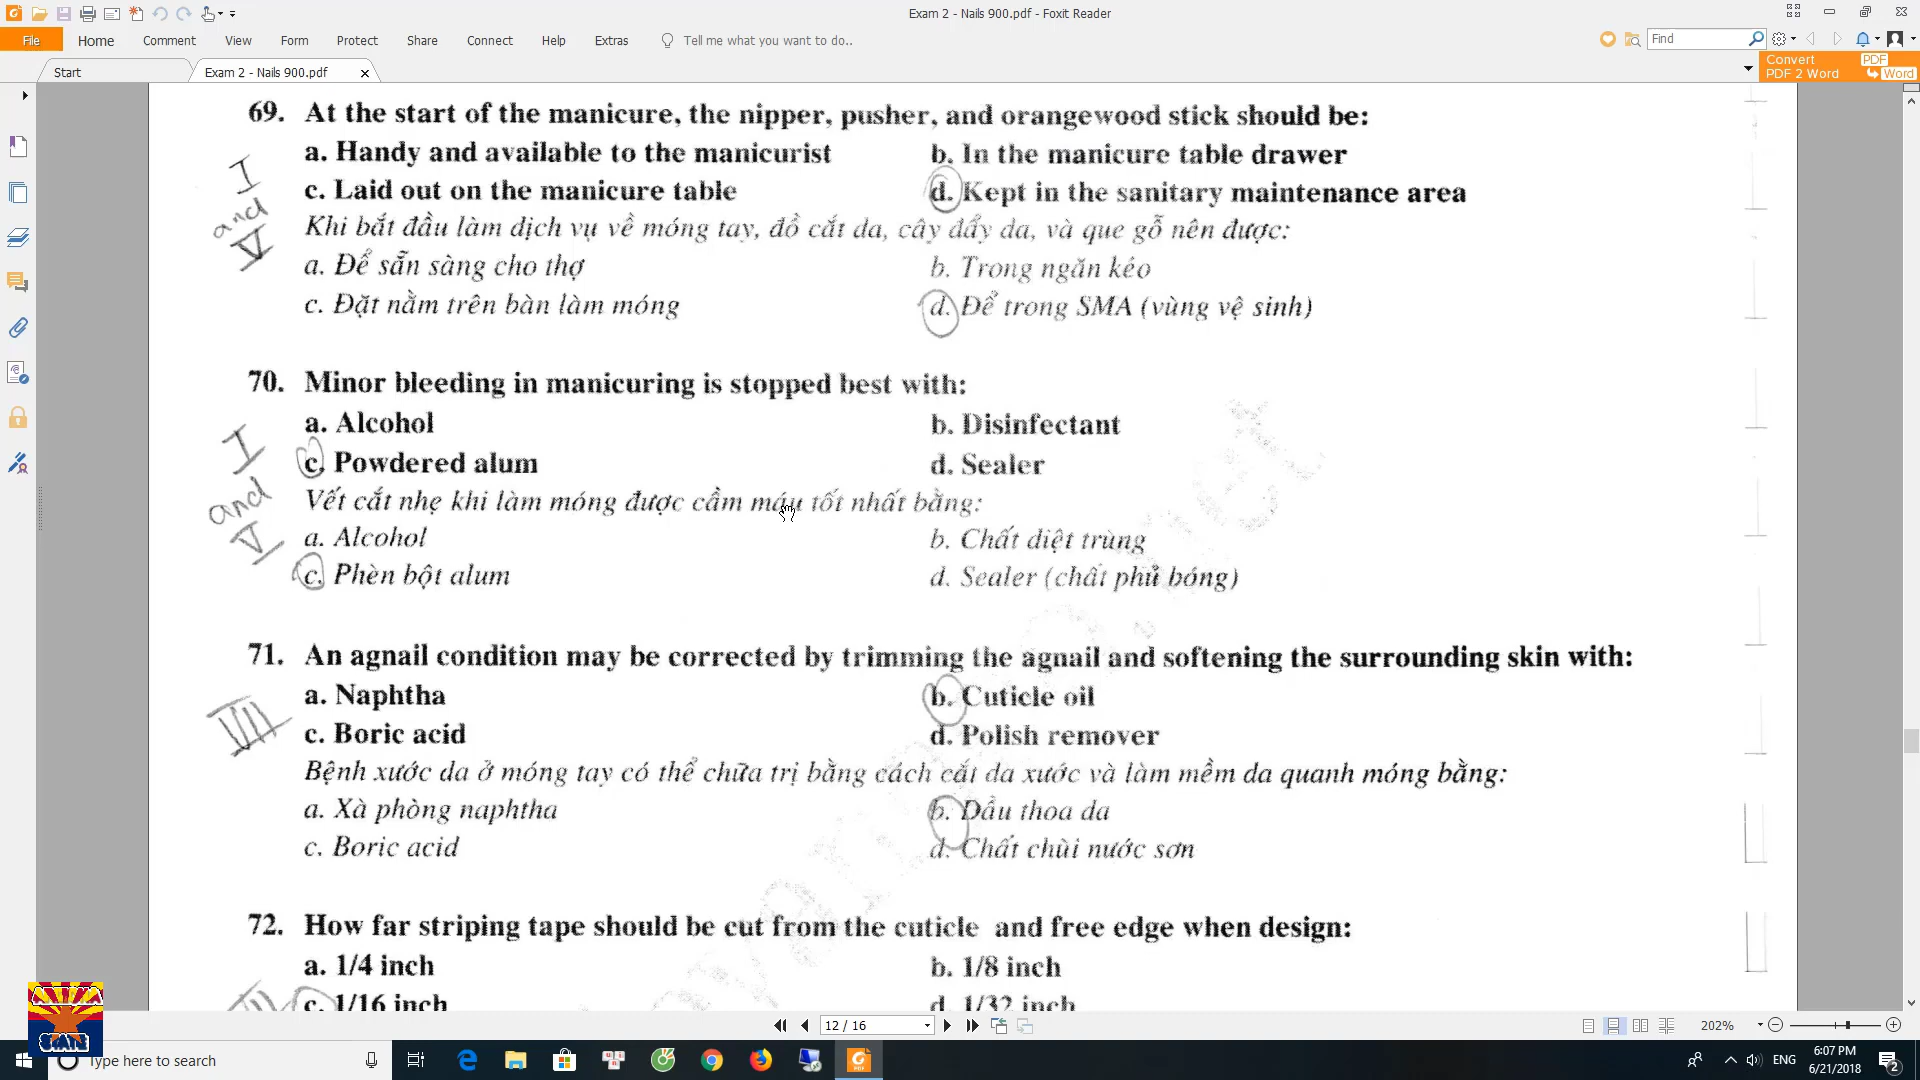 Exam 2 - Nails 900.pdf - Foxit Reader
File Home Comment View Form Protect Share Connect Help Extras Tell me what you want to do.. Find
Start Exam 2 - Nails 900.pdf
Convert PDF
PDF 2 Word Word
69. At the start of the manicure, the nipper, pusher, and orangewood stick should be:
a. Handy and available to the manicurist b. In the manicure table drawer
c. Laid out on the manicure table d. Kept in the sanitary maintenance area
I and V
Khi bắt đầu làm dịch vụ về móng tay, đồ cắt da, cây đẩy da, và que gỗ nên được:
a. Để sẵn sàng cho thợ b. Trong ngăn kéo
c. Đặt nằm trên bàn làm móng d. Để trong SMA (vùng vệ sinh)
70. Minor bleeding in manicuring is stopped best with:
a. Alcohol b. Disinfectant
c. Powdered alum d. Sealer
I and V
Vết cắt nhẹ khi làm móng được cầm máu tốt nhất bằng:
a. Alcohol b. Chất diệt trùng
c. Phèn bột alum d. Sealer (chất phủ bóng)
71. An agnail condition may be corrected by trimming the agnail and softening the surrounding skin with:
a. Naphtha b. Cuticle oil
c. Boric acid d. Polish remover
Bệnh xước da ở móng tay có thể chữa trị bằng cách cắt da xước và làm mềm da quanh móng bằng:
a. Xà phòng naphtha b. Dầu thoa da
c. Boric acid d. Chất chùi nước sơn
72. How far striping tape should be cut from the cuticle and free edge when design:
a. 1/4 inch b. 1/8 inch
c. 1/16 inch d. 1/32 inch
12 / 16 202%
ARIZONA
STATE
Type here to search ENG 6:07 PM
6/21/2018 2